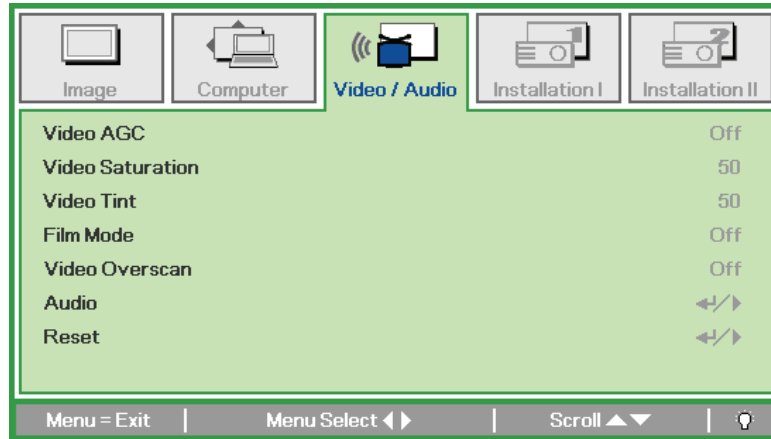 Image Computer Video / Audio Installation I Installation II
Video AGC Off
Video Saturation 50
Video Tint 50
Film Mode Off
Video Overscan Off
Audio
Reset
Menu = Exit Menu Select Scroll